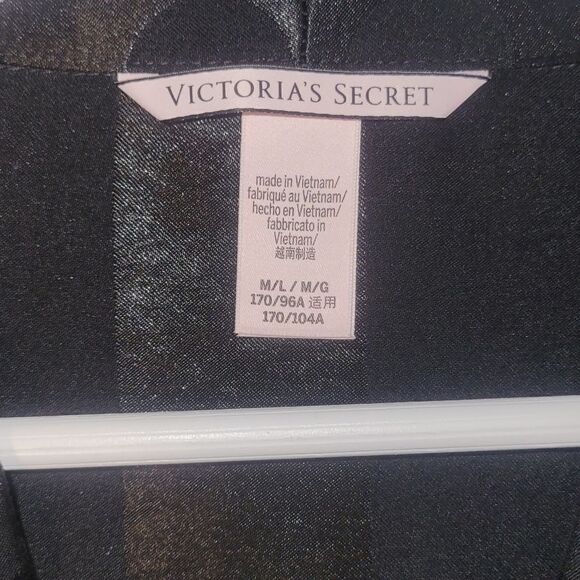 VICTORIA'S SECRET
made in Vietnam/
fabriqué au Vietnam/
hecho en Vietnam/
fabbricato in
Vietnam/
越南制造
M/L / M/G
170/96A 适用
170/104A